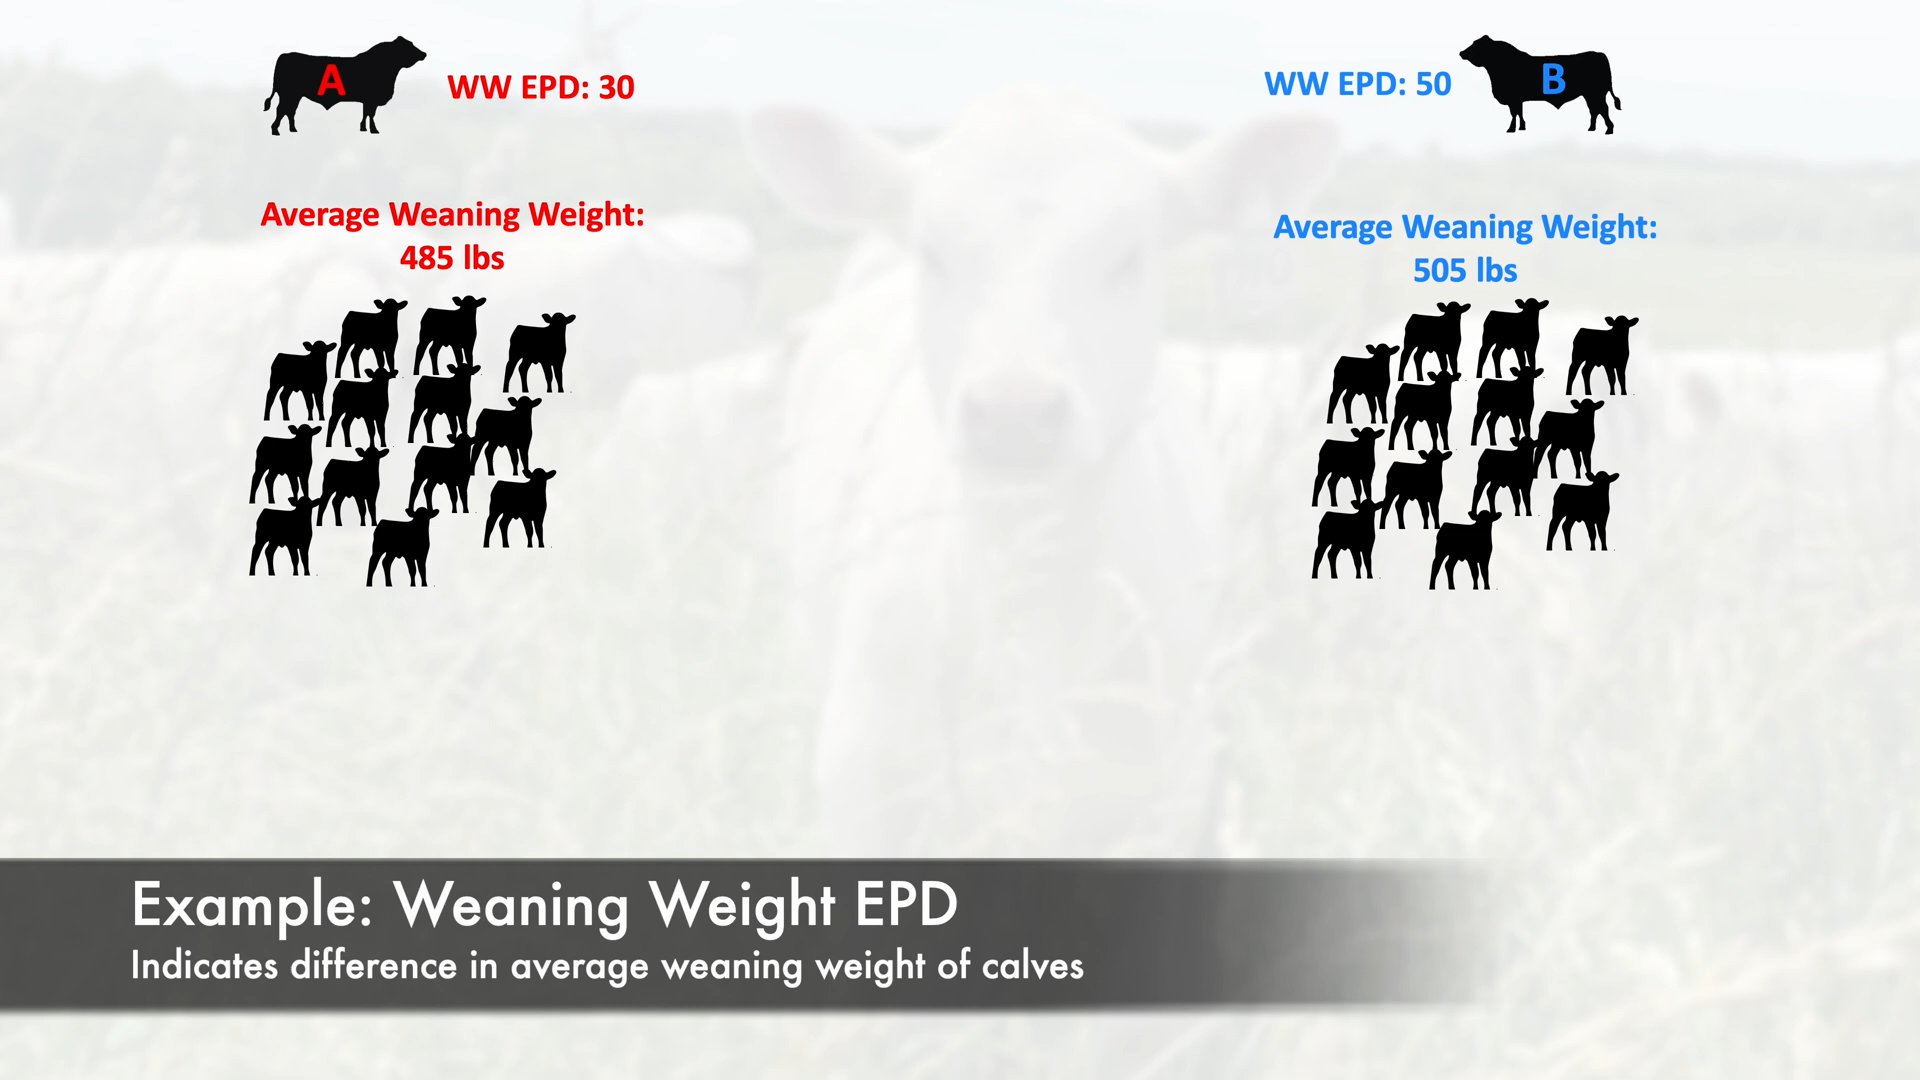 A
WW EPD: 30
WW EPD: 50
B
Average Weaning Weight:
485 lbs
Average Weaning Weight:
505 lbs
Example: Weaning Weight EPD
Indicates difference in average weaning weight of calves